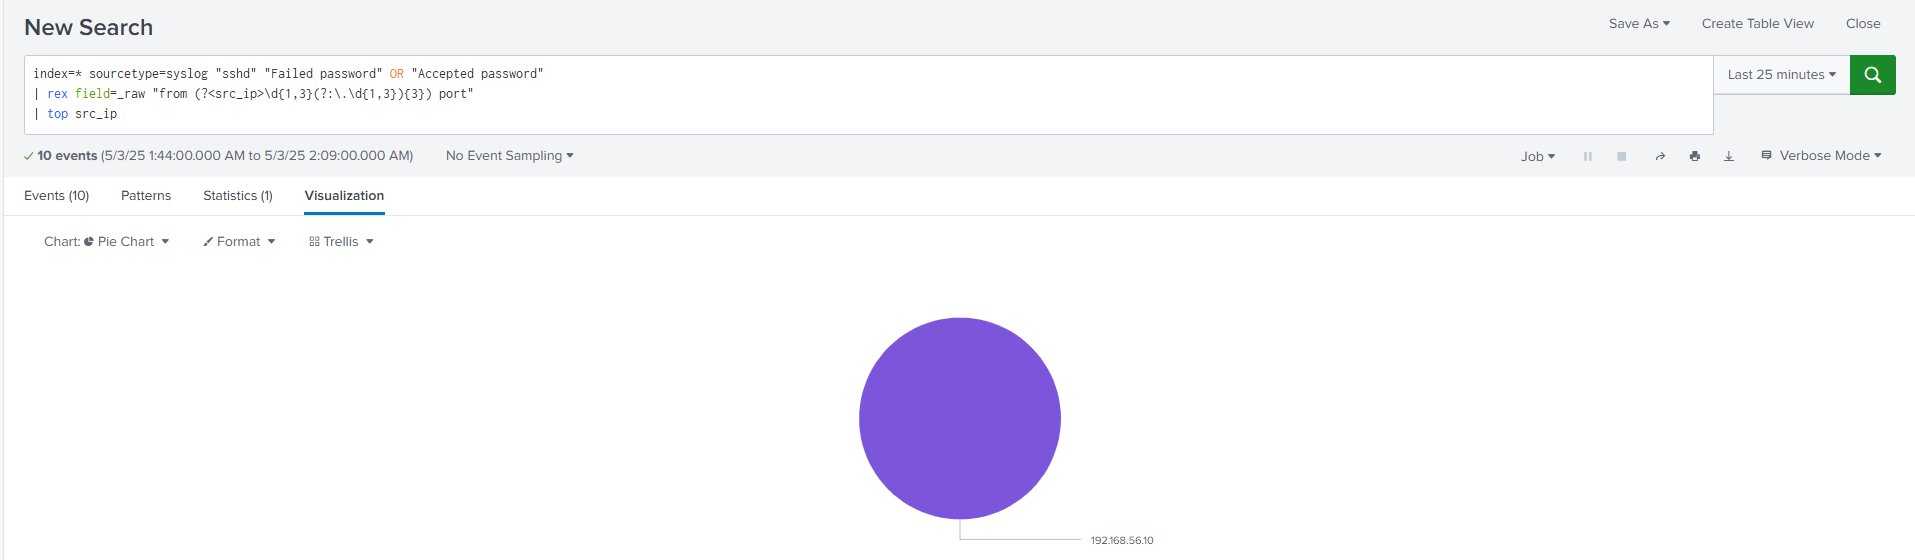 New Search
Save As
Create Table View
Close
index=* sourcetype=syslog "sshd" "Failed password" OR "Accepted password"
| rex field=_raw "from (?<src_ip>\d{1,3}(?:\.\d{1,3}){3}) port"
| top src_ip
Last 25 minutes
10 events (5/3/25 1:44:00.000 AM to 5/3/25 2:09:00.000 AM)
No Event Sampling
Job
Verbose Mode
Events (10)
Patterns
Statistics (1)
Visualization
Chart: Pie Chart
Format
Trellis
192.168.56.10